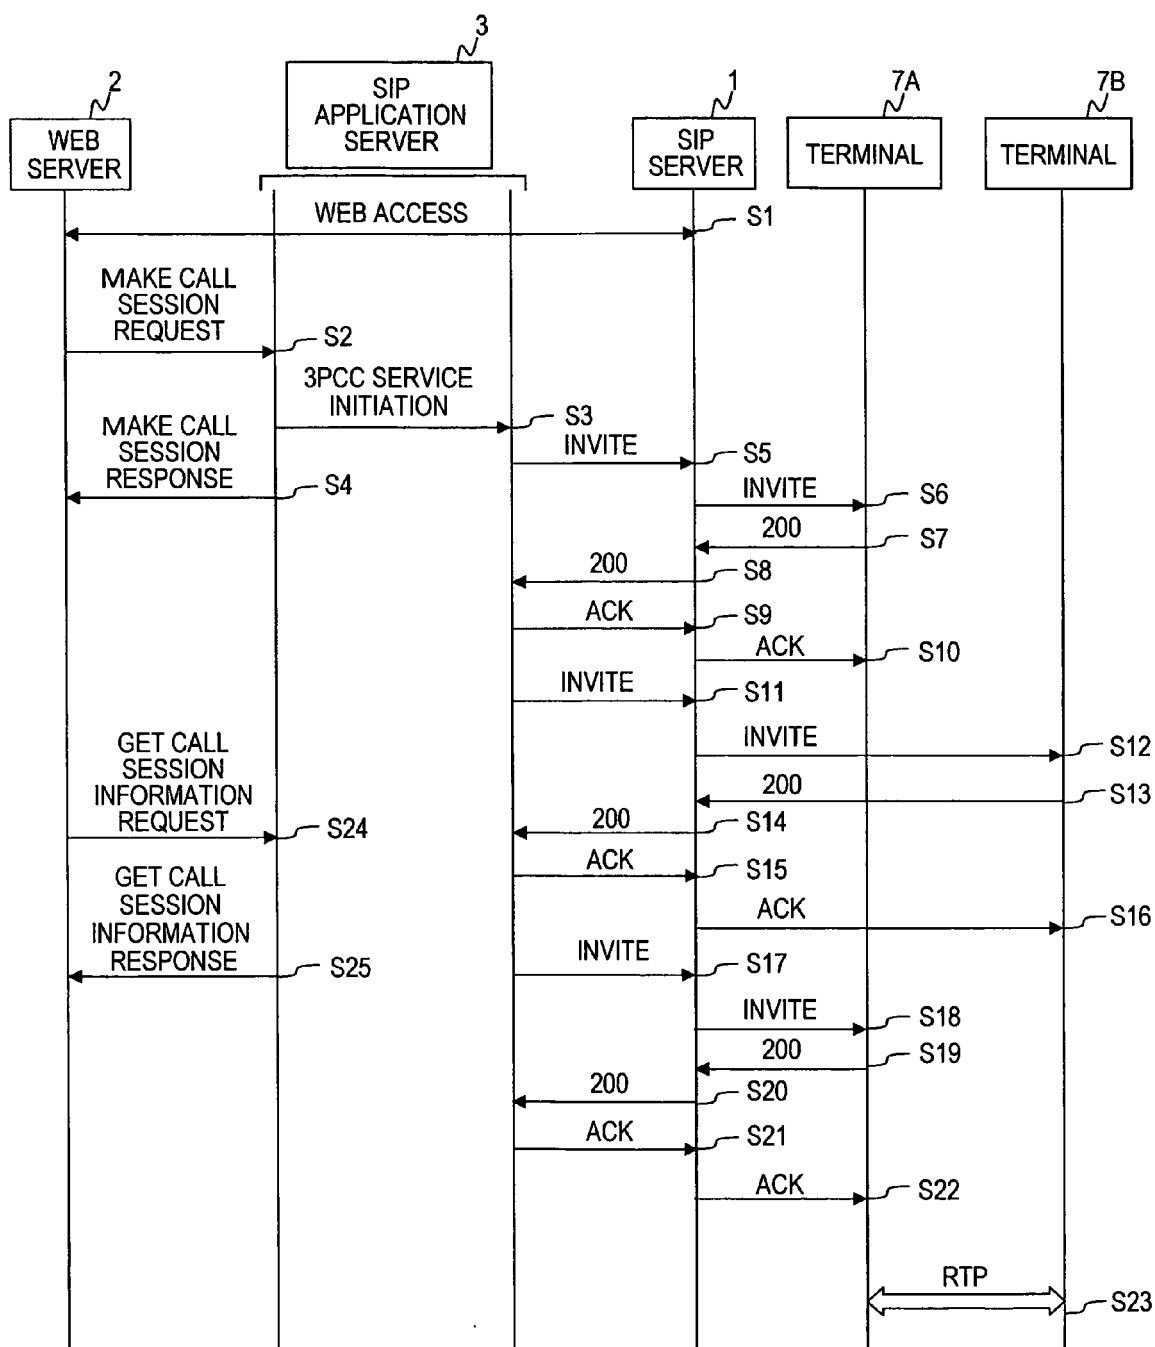 3
2
SIP
APPLICATION
SERVER
1
7A
7B
WEB
SERVER
SIP
SERVER
TERMINAL
TERMINAL
WEB ACCESS
S1
MAKE CALL
SESSION
REQUEST
S2
3PCC SERVICE
INITIATION
S3
MAKE CALL
SESSION
RESPONSE
S4
INVITE
S5
INVITE
S6
200
S7
200
S8
ACK
S9
ACK
S10
INVITE
S11
INVITE
S12
GET CALL
SESSION
INFORMATION
REQUEST
S24
200
S13
200
S14
ACK
S15
GET CALL
SESSION
INFORMATION
RESPONSE
S25
ACK
S16
INVITE
S17
INVITE
S18
200
S19
200
S20
ACK
S21
ACK
S22
RTP
S23